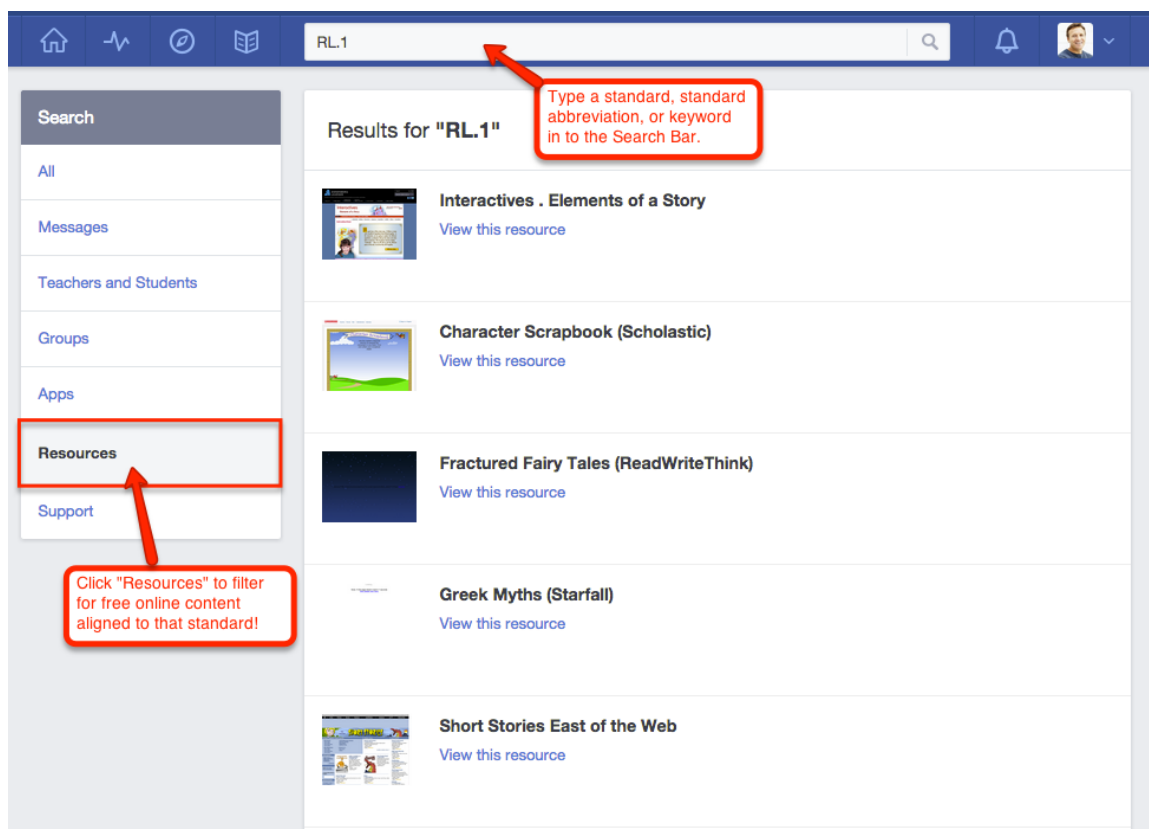 RL.1
Type a standard, standard
abbreviation, or keyword
in to the Search Bar.
Search
All
Messages
Teachers and Students
Groups
Apps
Resources
Support
Click "Resources" to filter
for free online content
aligned to that standard!
Results for "RL.1"
Interactives . Elements of a Story
View this resource
Character Scrapbook (Scholastic)
View this resource
Fractured Fairy Tales (ReadWriteThink)
View this resource
Greek Myths (Starfall)
View this resource
Short Stories East of the Web
View this resource